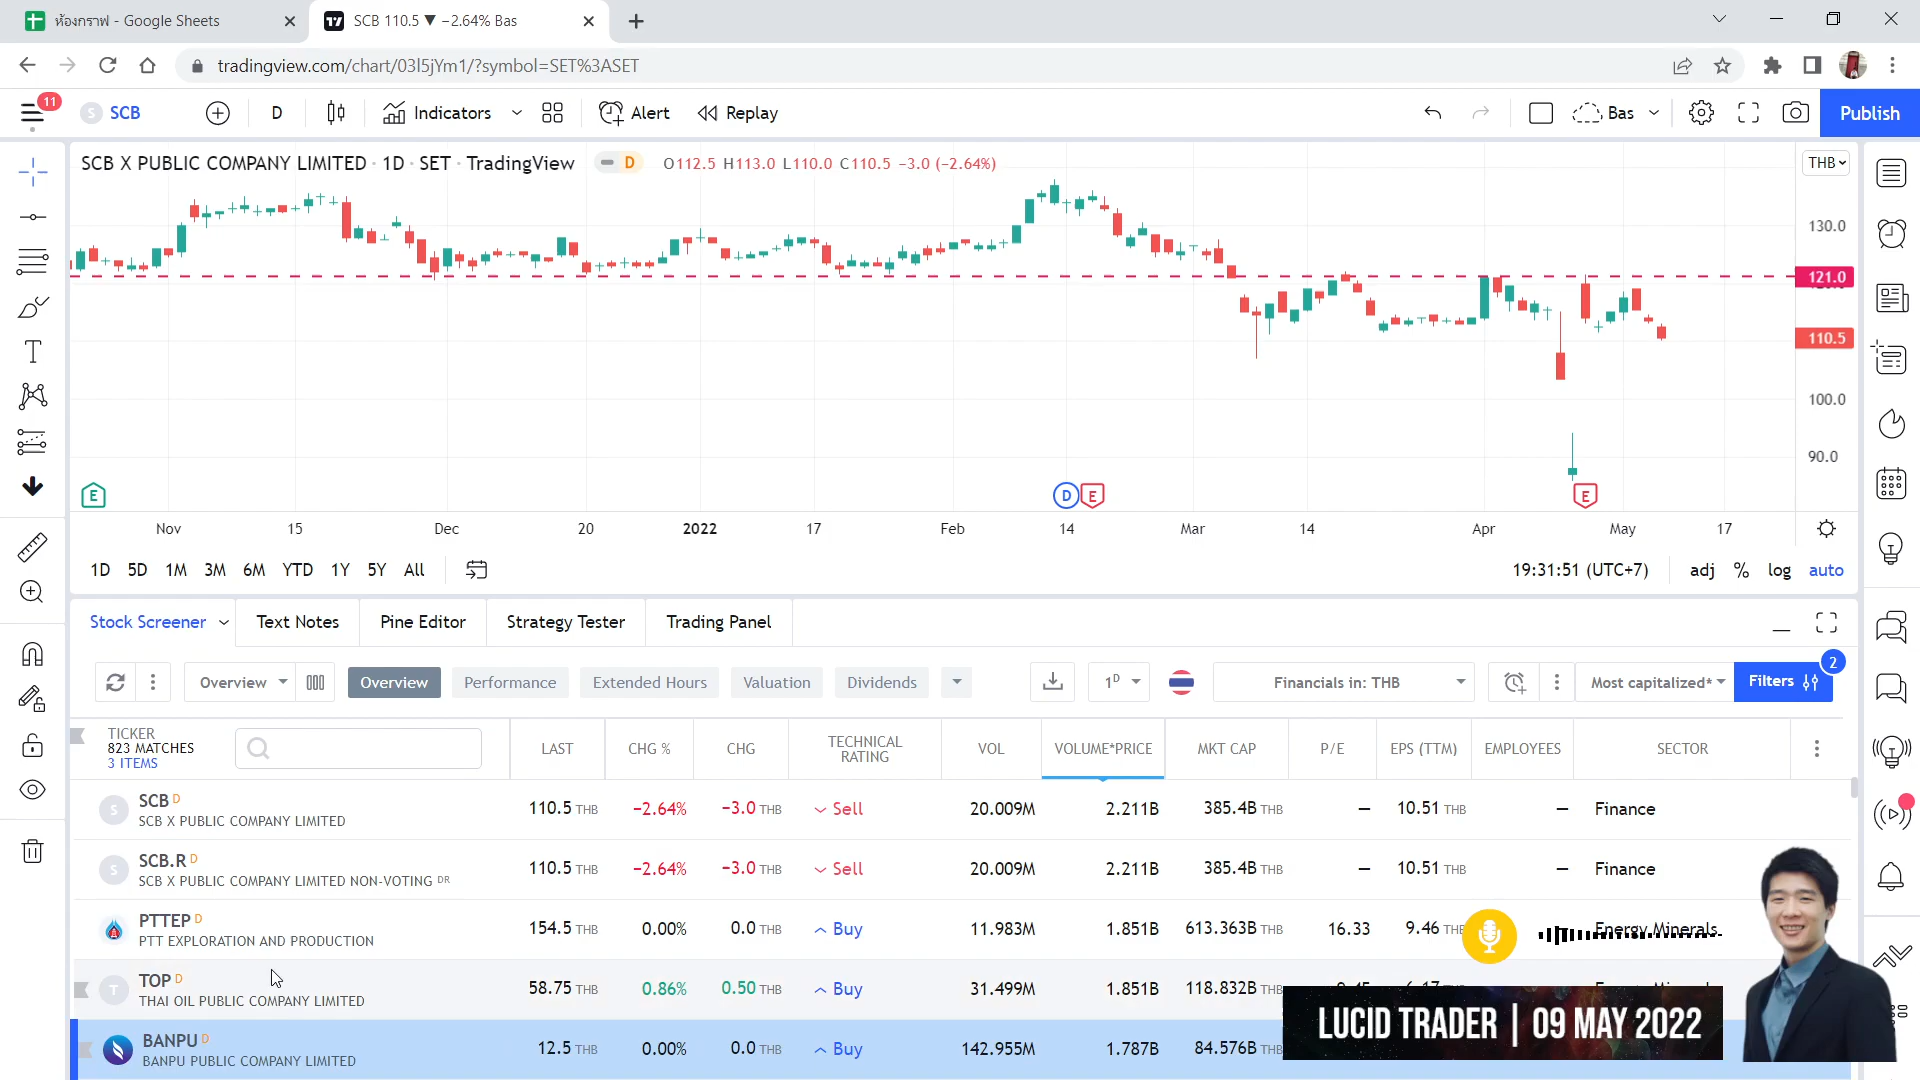 ห้องกราฟ - Google Sheets
SCB 110.5 ▼ −2.64% Bas
tradingview.com/chart/03I5jYm1/?symbol=SET%3ASET
11
S SCB
D
Indicators
Alert
Replay
Bas
Publish
SCB X PUBLIC COMPANY LIMITED · 1D · SET · TradingView
D
O112.5 H113.0 L110.0 C110.5 −3.0 (−2.64%)
THB
130.0
121.0
110.5
100.0
90.0
E
D
E
E
Nov 15 Dec 20 2022 17 Feb 14 Mar 14 Apr May 17
1D 5D 1M 3M 6M YTD 1Y 5Y All
19:31:51 (UTC+7)
adj % log auto
Stock Screener
Text Notes
Pine Editor
Strategy Tester
Trading Panel
Overview
Overview
Performance
Extended Hours
Valuation
Dividends
1D
Financials in: THB
Most capitalized*
Filters
2
TICKER
823 MATCHES
3 ITEMS
LAST CHG % CHG TECHNICAL RATING VOL VOLUME*PRICE MKT CAP P/E EPS (TTM) EMPLOYEES SECTOR
S SCB D 110.5 THB −2.64% −3.0 THB Sell 20.009M 2.211B 385.4B THB — 10.51 THB — Finance
SCB X PUBLIC COMPANY LIMITED
S SCB.R D 110.5 THB −2.64% −3.0 THB Sell 20.009M 2.211B 385.4B THB — 10.51 THB — Finance
SCB X PUBLIC COMPANY LIMITED NON-VOTING DR
PTTEP D 154.5 THB 0.00% 0.0 THB Buy 11.983M 1.851B 613.363B THB 16.33 9.46 THB Energy Minerals
PTT EXPLORATION AND PRODUCTION
T TOP D 58.75 THB 0.86% 0.50 THB Buy 31.499M 1.851B 118.832B THB
THAI OIL PUBLIC COMPANY LIMITED
BANPU D 12.5 THB 0.00% 0.0 THB Buy 142.955M 1.787B 84.576B THB
BANPU PUBLIC COMPANY LIMITED
LUCID TRADER | 09 MAY 2022